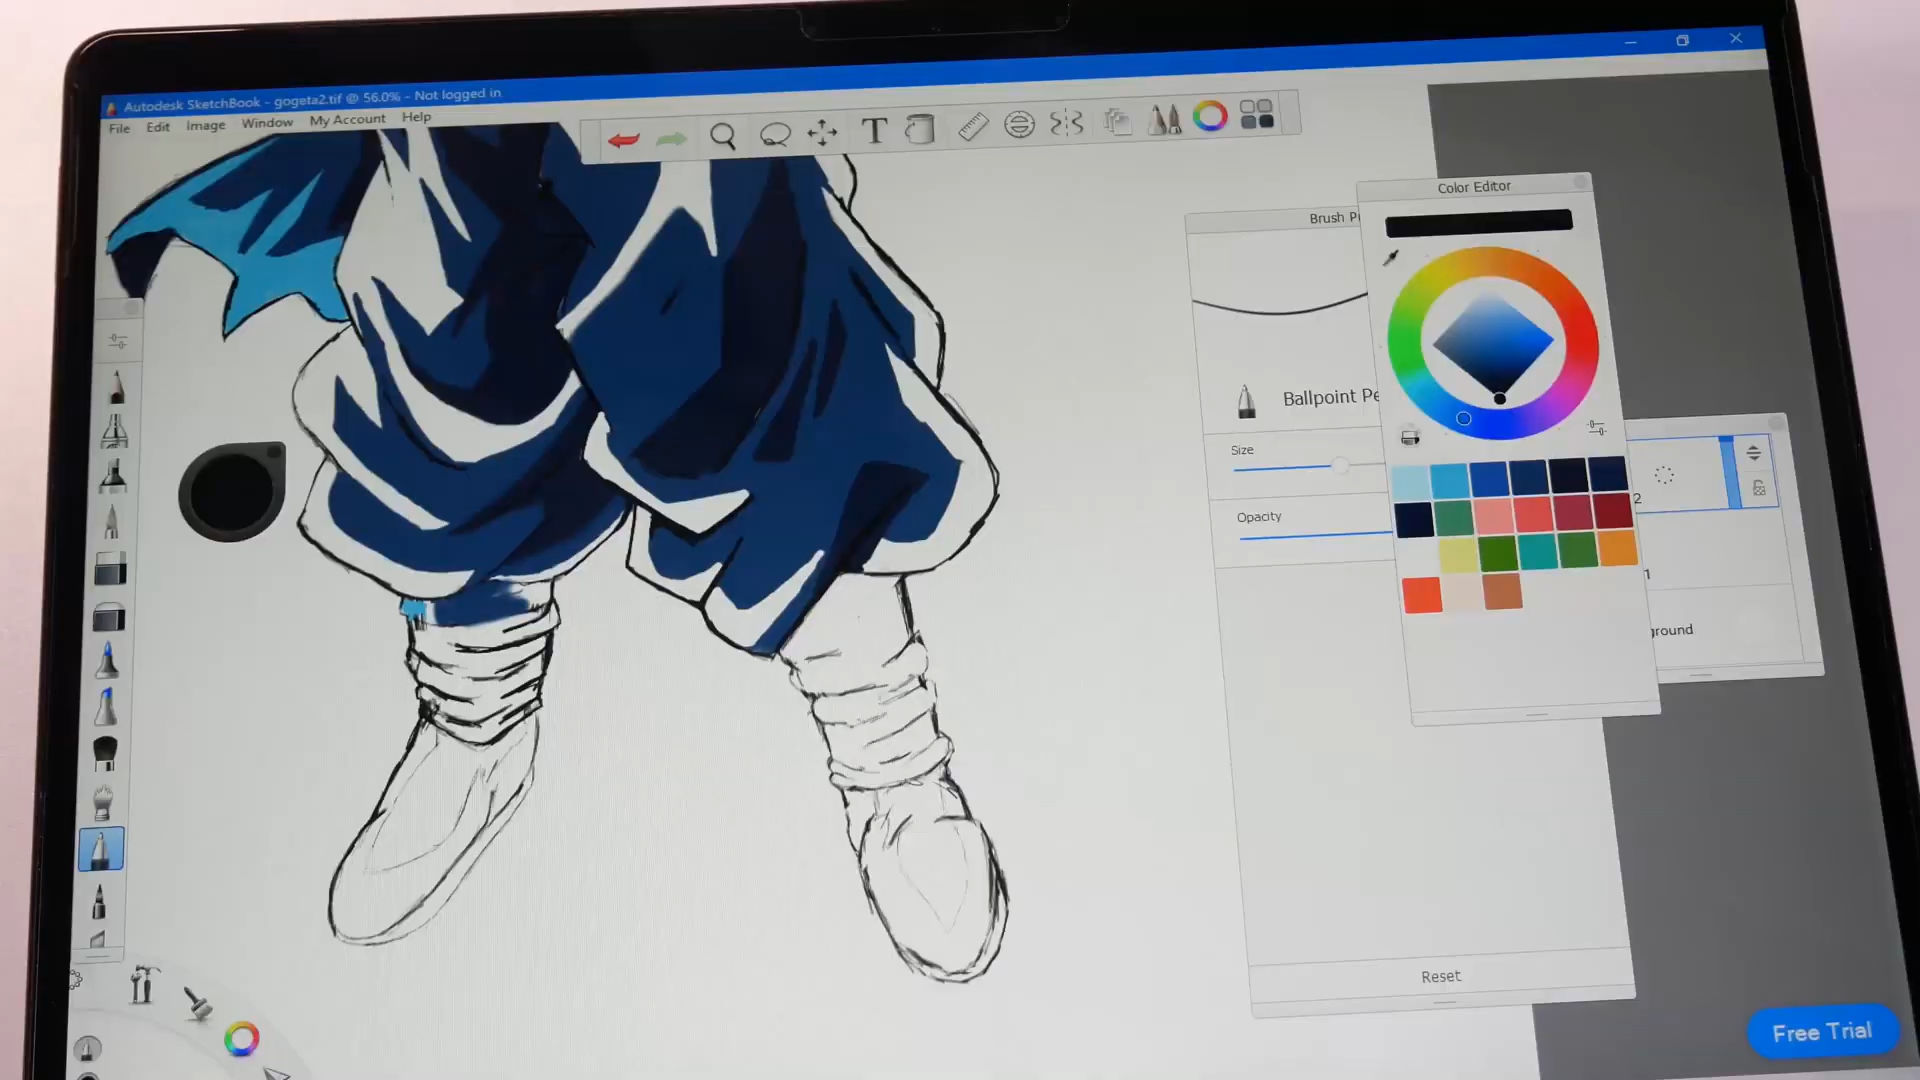 Autodesk SketchBook - gogeta2.tif @ 56.0% - Not logged in
File Edit Image Window My Account Help
T
Color Editor
Brush P
Ballpoint Pe
Size
Opacity
2
1
ground
Reset
Free Trial